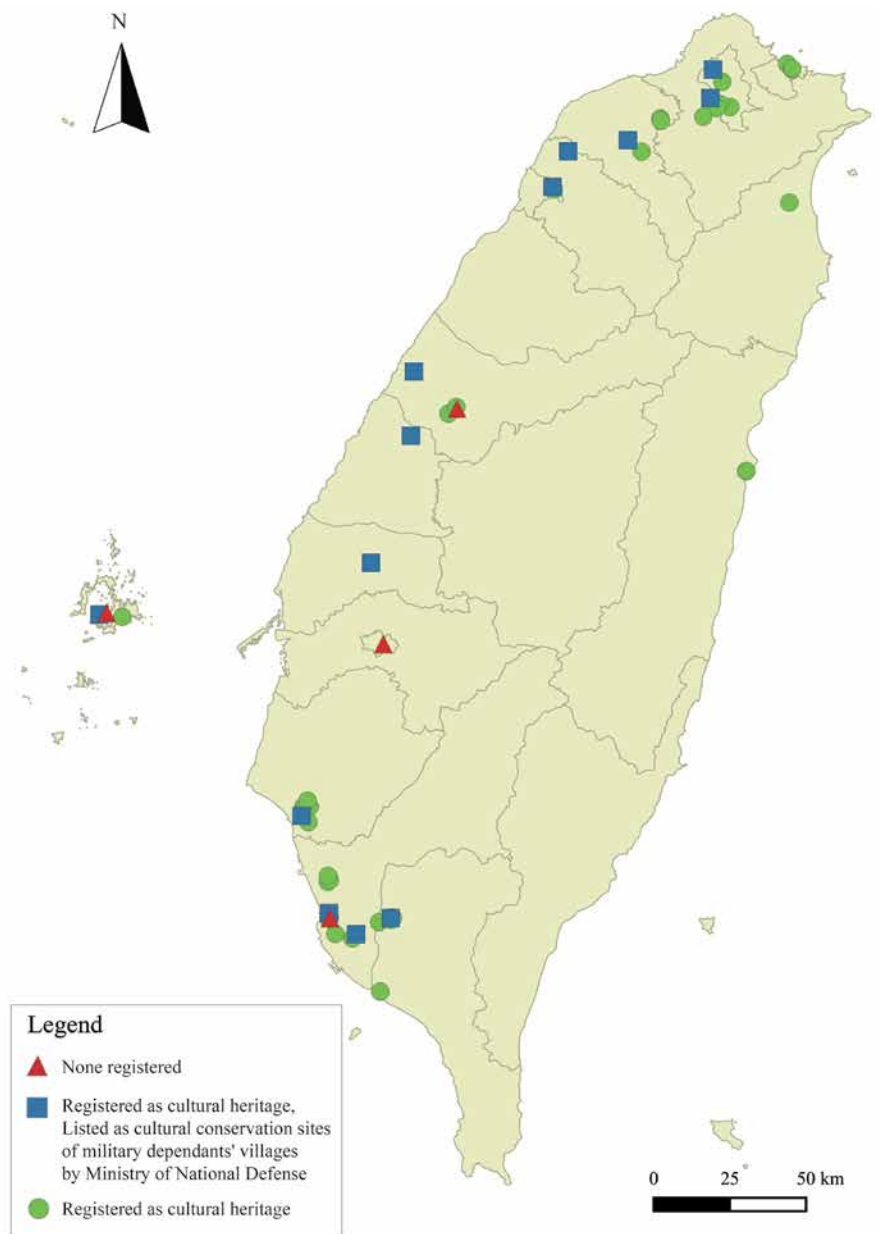 N
Legend
None registered
Registered as cultural heritage,
Listed as cultural conservation sites
of military dependants' villages
by Ministry of National Defense
Registered as cultural heritage
0 25 50 km